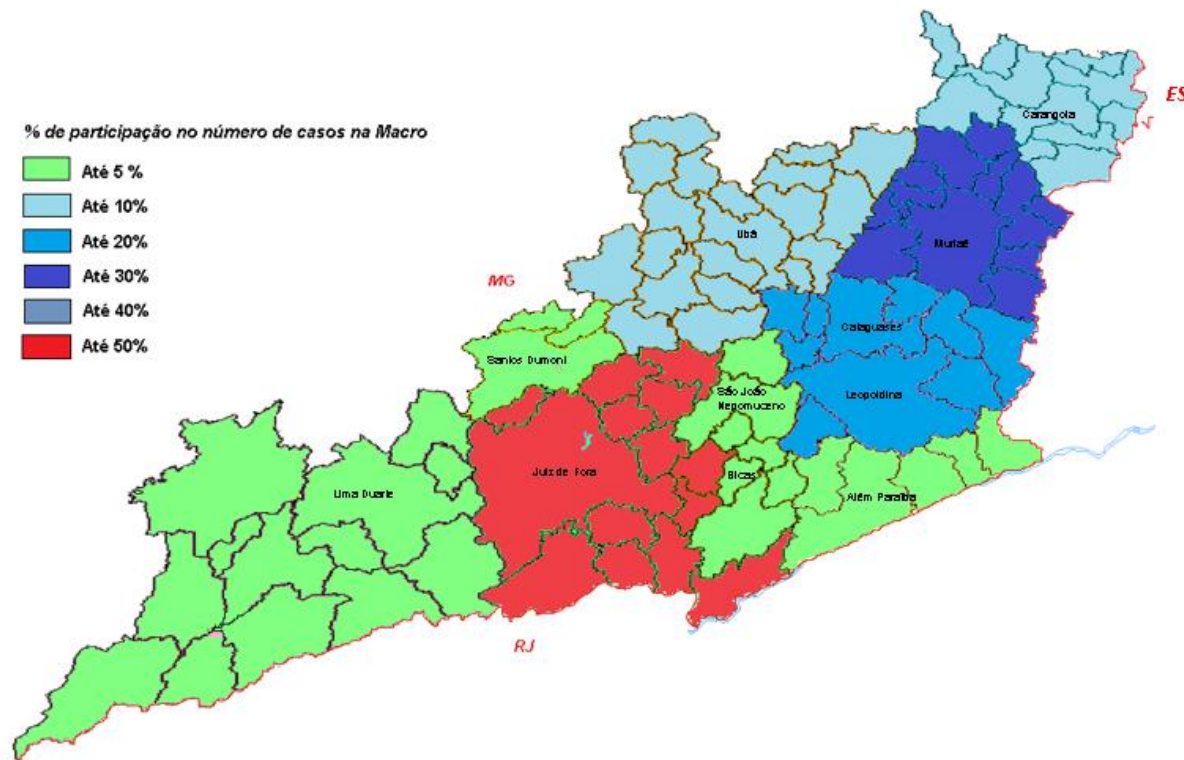 % de participação no número de casos na Macro
Até 5 %
Até 10%
Até 20%
Até 30%
Até 40%
Até 50%
ES
Carangola
Ubá
Muriaé
MG
Cataguases
Santos Dumont
São João
Nepomuceno
Leopoldina
y
Juiz de Fora
Bicas
Lima Duarte
Além Paraíba
RJ